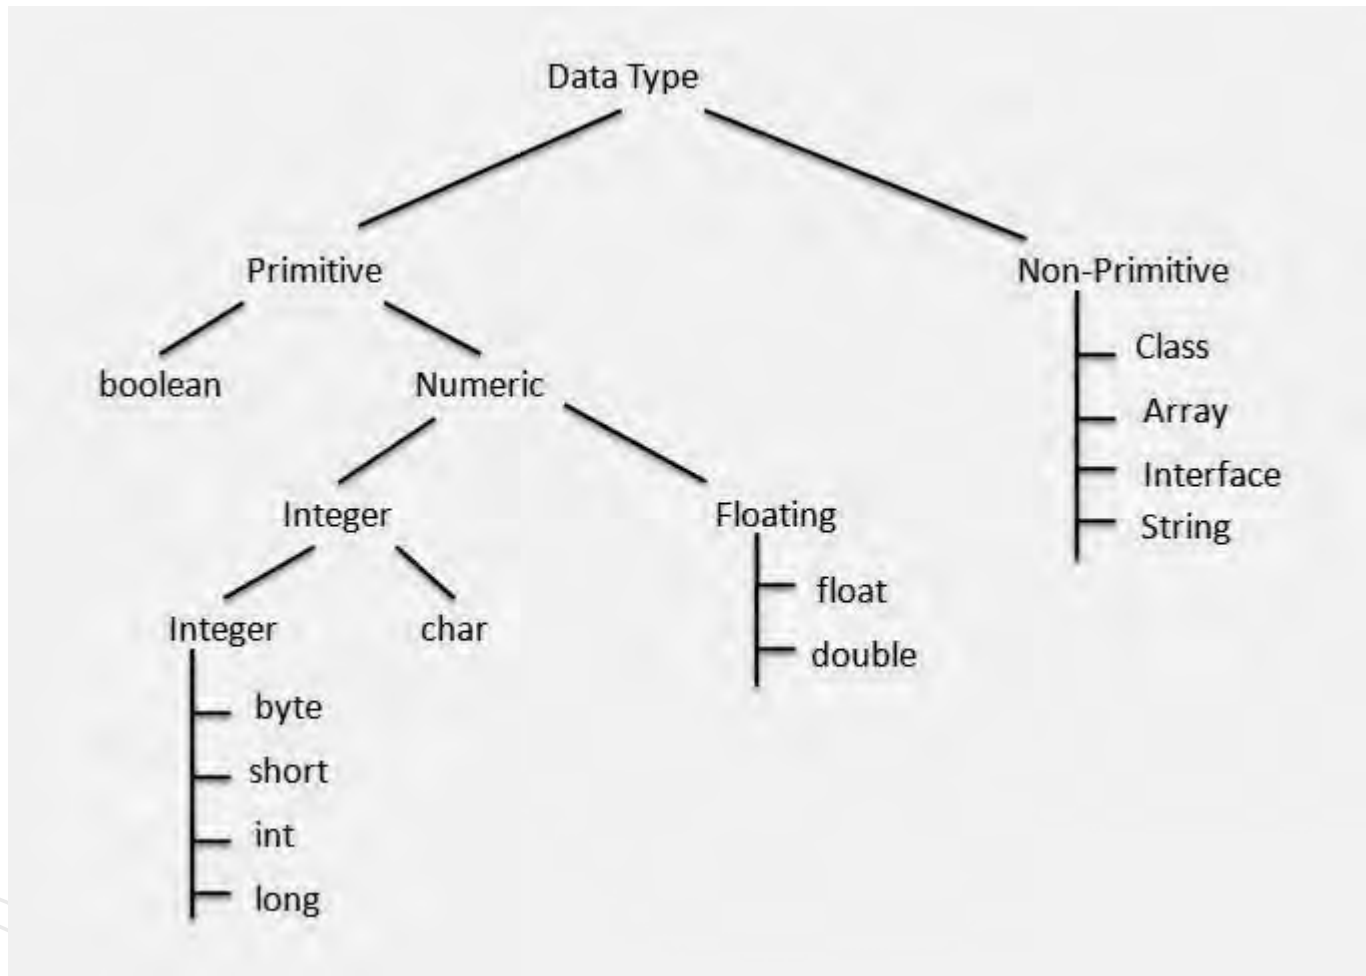 Data Type
Primitive
Non-Primitive
boolean
Numeric
Class
Array
Interface
String
Integer
Floating
float
double
Integer
char
byte
short
int
long